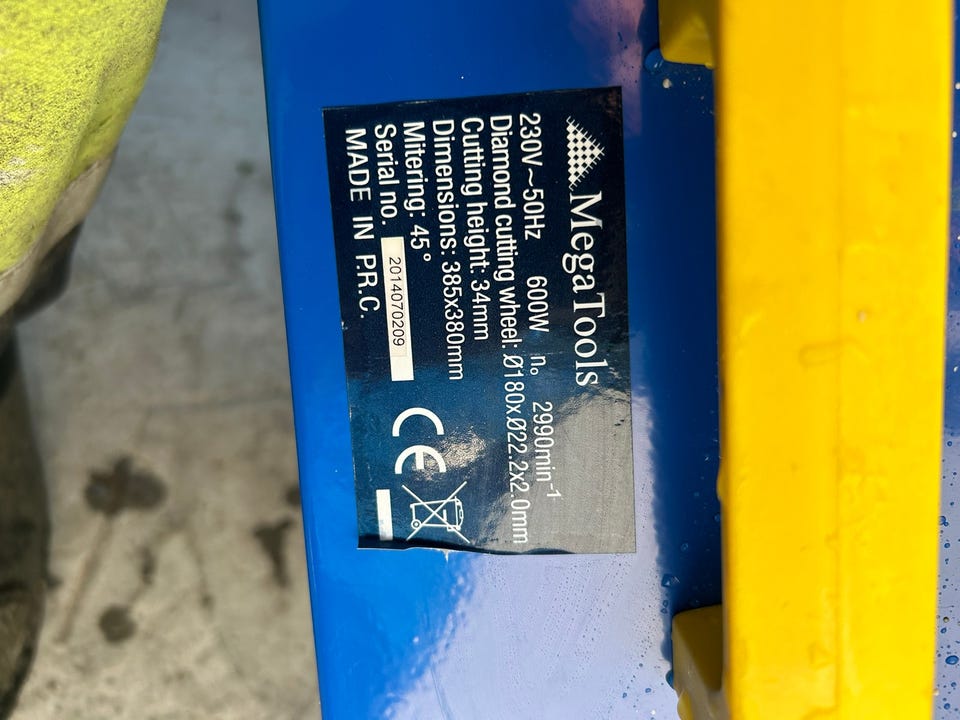 MegaTools
230V~50Hz 600W n₀ 2990min⁻¹
Diamond cutting wheel: Ø180xØ22.2x2.0mm
Cutting height: 34mm
Dimensions: 385x380mm
Mitering: 45°
Serial no. 2014070209
MADE IN P.R.C.
CE